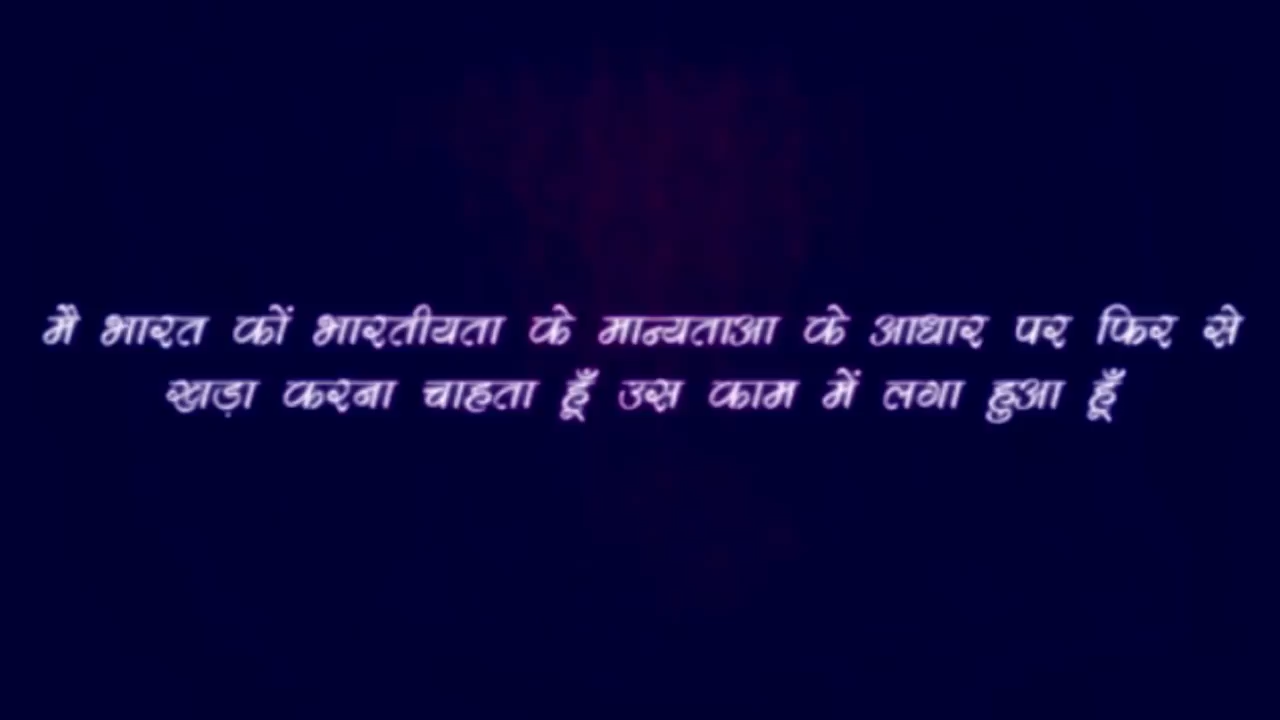 मै भारत कों भारतीयता के मान्यताआ के आधार पर फिर से
खड़ा करना चाहता हूँ उस काम में लगा हुआ हूँ